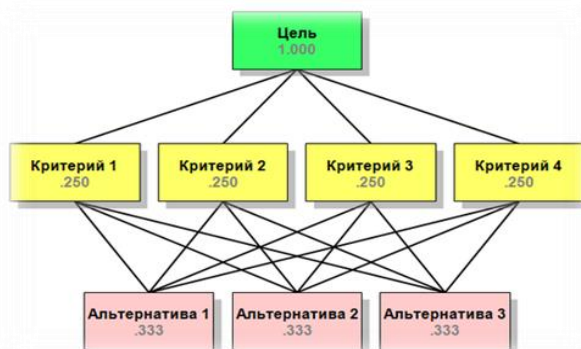 Цель
1.000
Критерий 1
.250
Критерий 2
.250
Критерий 3
.250
Критерий 4
.250
Альтернатива 1
.333
Альтернатива 2
.333
Альтернатива 3
.333